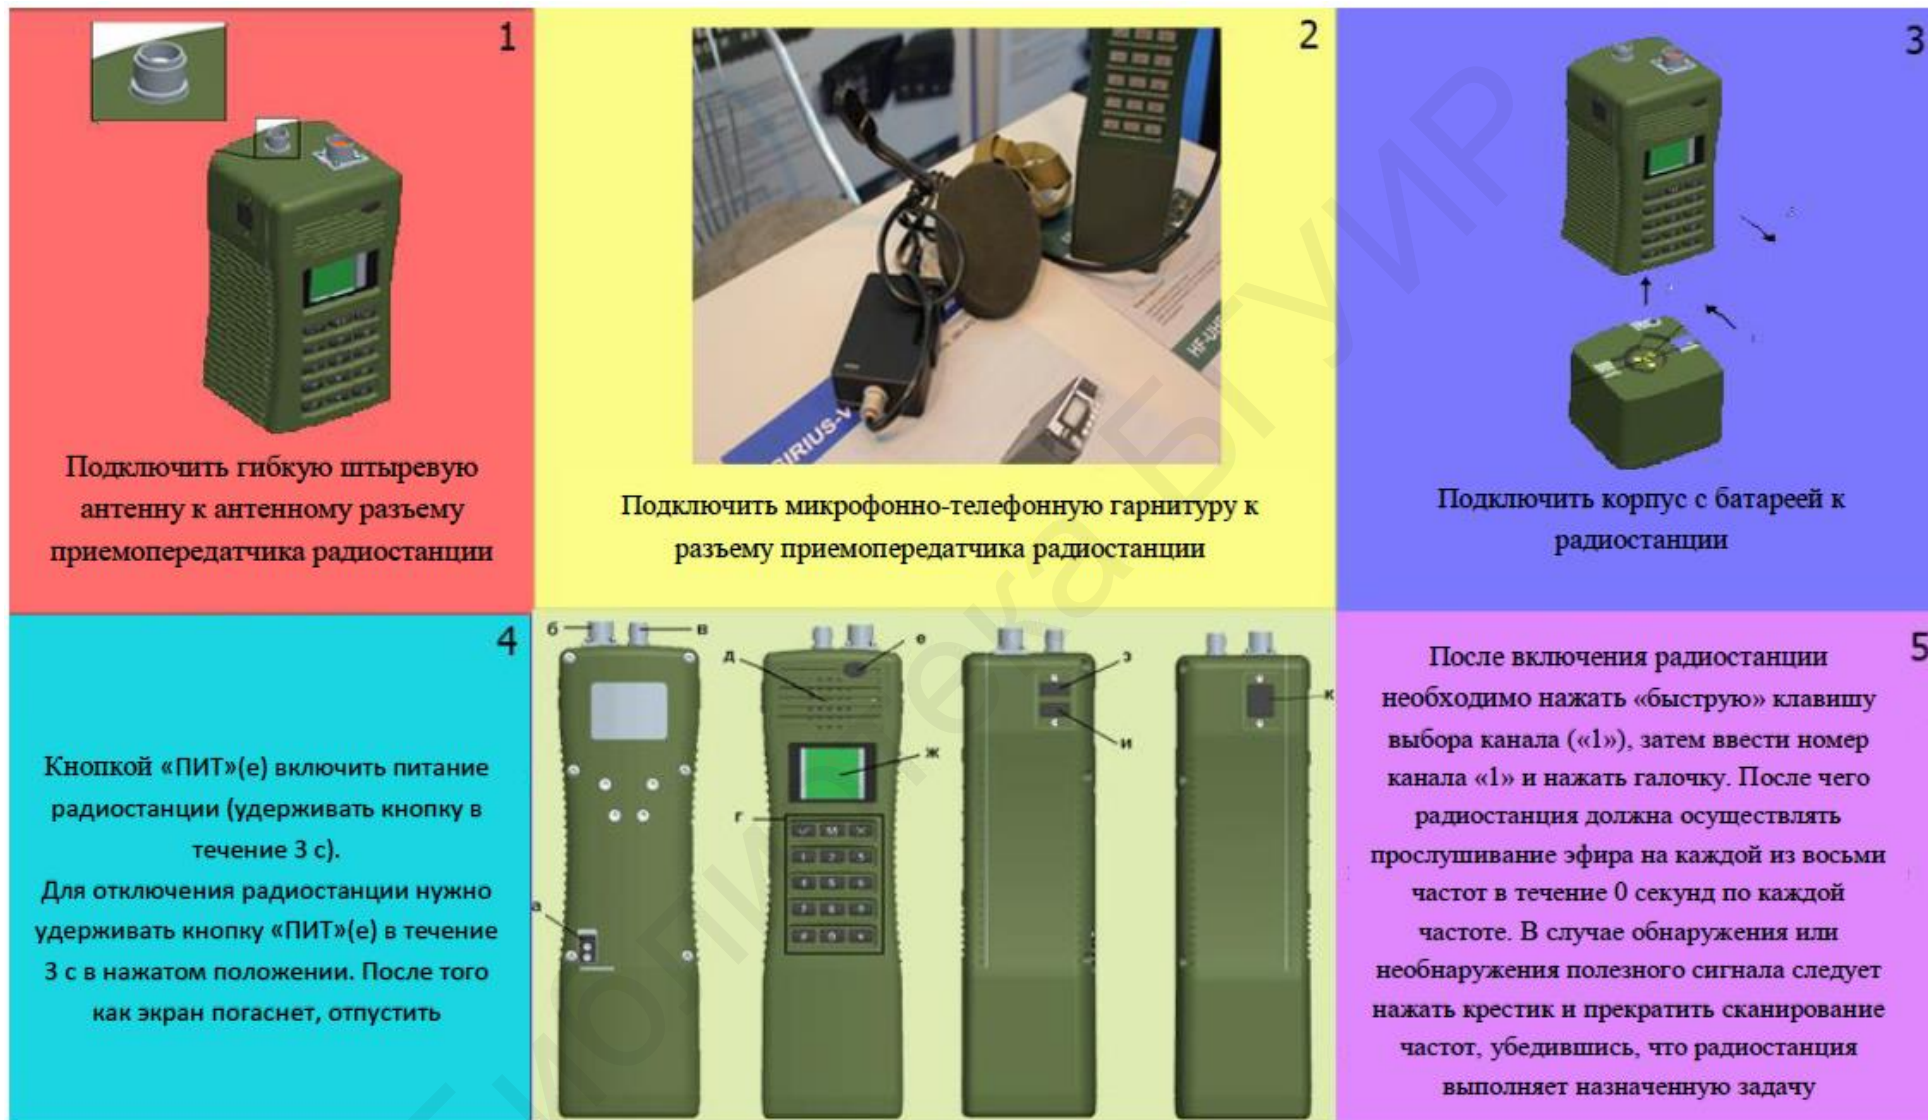 1
Подключить гибкую штыревую
антенну к антенному разъему
приемопередатчика радиостанции
2
SIRIUS-V
HF-UHF
Подключить микрофонно-телефонную гарнитуру к
разъему приемопередатчика радиостанции
3
Подключить корпус с батареей к
радиостанции
4
Кнопкой «ПИТ»(е) включить питание
радиостанции (удерживать кнопку в
течение 3 с).
Для отключения радиостанции нужно
удерживать кнопку «ПИТ»(е) в течение
3 с в нажатом положении. После того
как экран погаснет, отпустить
б
в
а
д
е
ж
г
М
з
и
к
5
После включения радиостанции
необходимо нажать «быструю» клавишу
выбора канала («1»), затем ввести номер
канала «1» и нажать галочку. После чего
радиостанция должна осуществлять
прослушивание эфира на каждой из восьми
частот в течение 0 секунд по каждой
частоте. В случае обнаружения или
необнаружения полезного сигнала следует
нажать крестик и прекратить сканирование
частот, убедившись, что радиостанция
выполняет назначенную задачу
Библиотека БГУИР